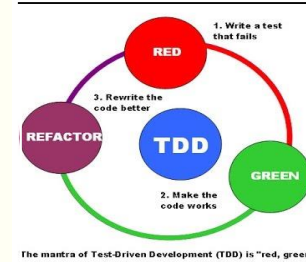 1. Write a test
that fails
RED
3. Rewrite the
code better
REFACTOR
TDD
GREEN
2. Make the
code works
The mantra of Test-Driven Development (TDD) is "red, gree